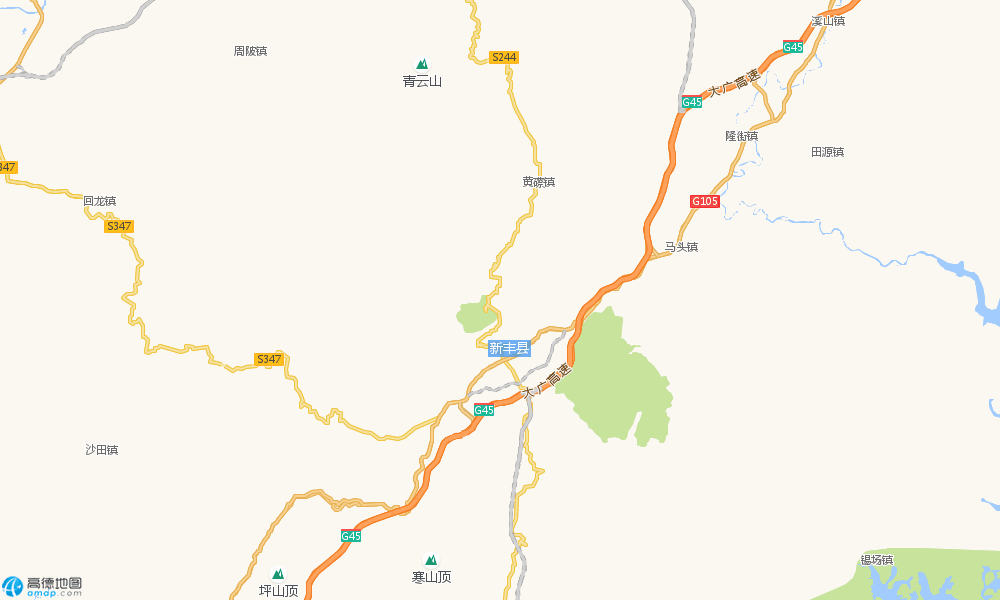 溪山镇
G45
周陂镇
S244
青云山
大广高速
G45
隆街镇
田源镇
347
黄磜镇
回龙镇
G105
S347
马头镇
新丰县
S347
大广高速
G45
沙田镇
G45
锡场镇
寒山顶
坪山顶
高德地图
amap.com